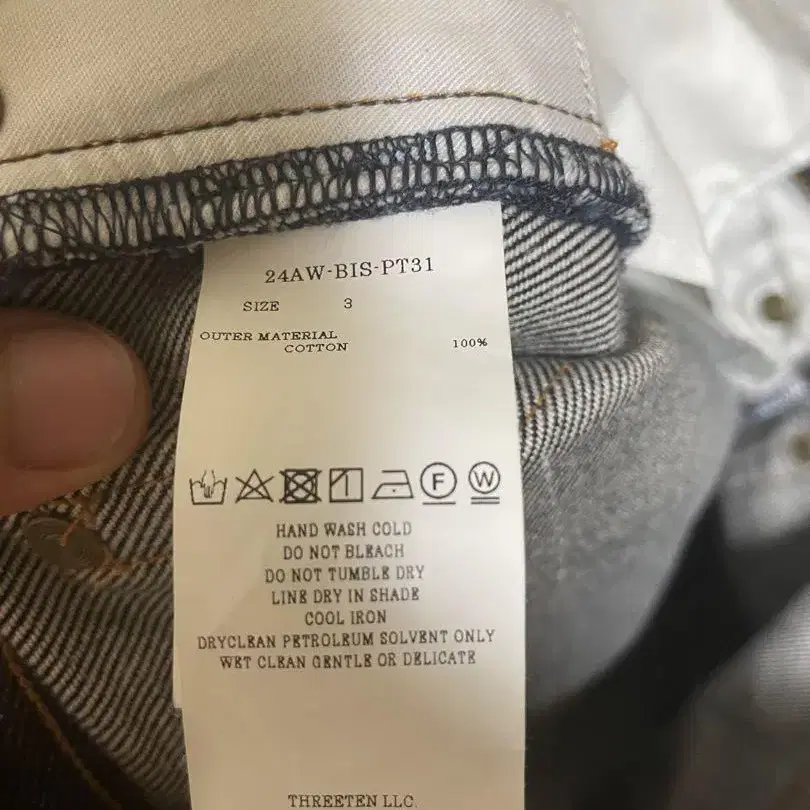 24AW-BIS-PT31
SIZE 3
OUTER MATERIAL
COTTON 100%
F W
HAND WASH COLD
DO NOT BLEACH
DO NOT TUMBLE DRY
LINE DRY IN SHADE
COOL IRON
DRYCLEAN PETROLEUM SOLVENT ONLY
WET CLEAN GENTLE OR DELICATE
THREETEN LLC.